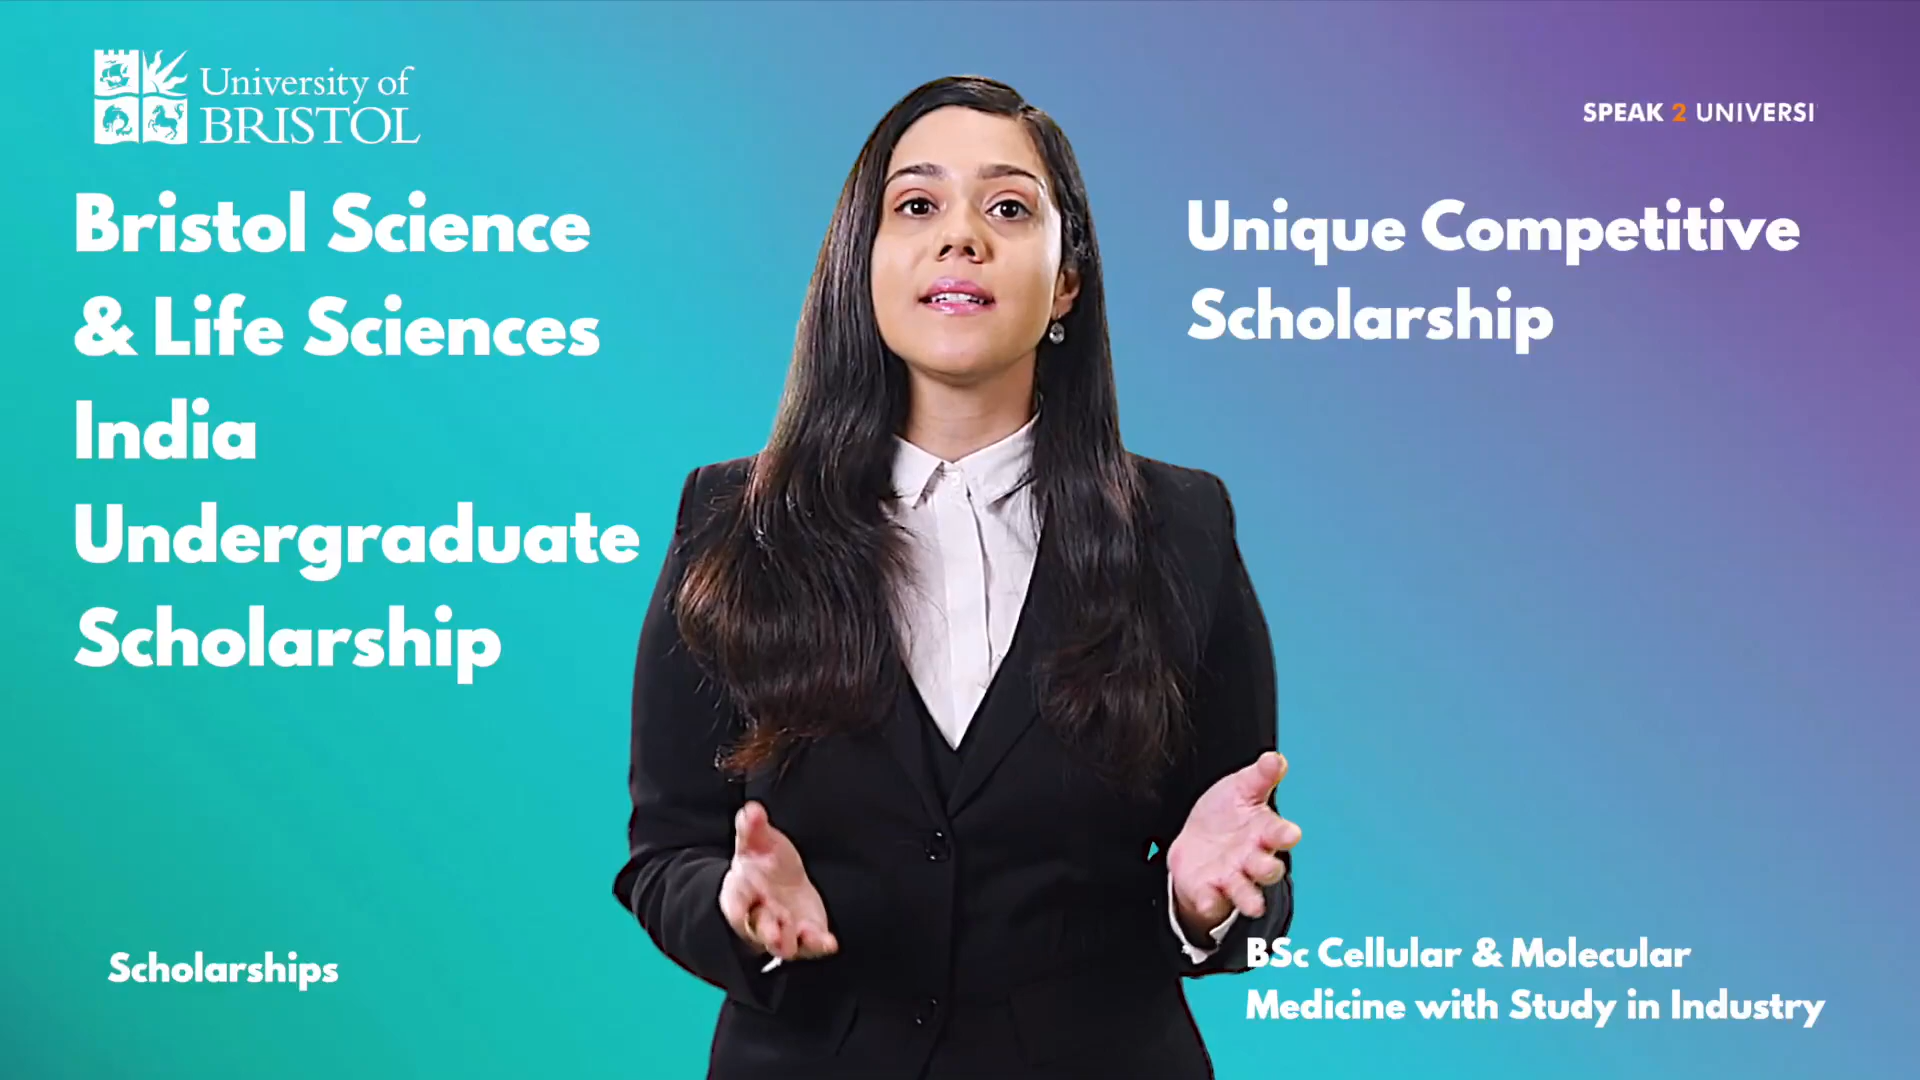 University of
BRISTOL
SPEAK 2 UNIVERSI
Bristol Science
& Life Sciences
India
Undergraduate
Scholarship
Unique Competitive
Scholarship
Scholarships
BSc Cellular & Molecular
Medicine with Study in Industry